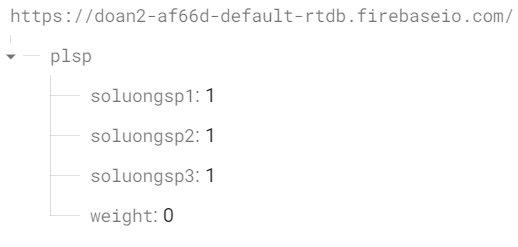 https://doan2-af66d-default-rtdb.firebaseio.com/
plsp
soluongsp1: 1
soluongsp2: 1
soluongsp3: 1
weight: 0